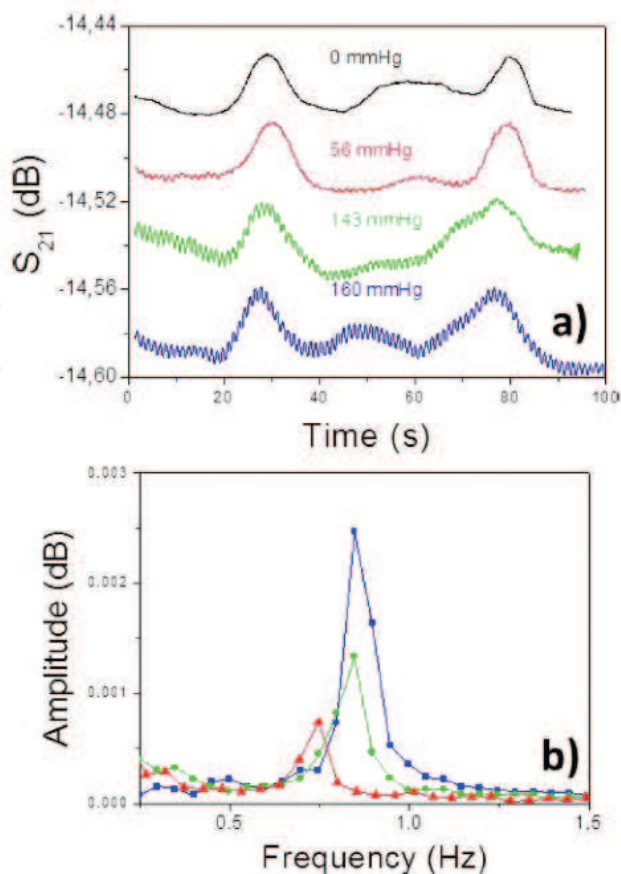 -14,44
0 mmHg
-14,48
56 mmHg
-14,52
143 mmHg
-14,56
160 mmHg
-14,60
S21 (dB)
a)
0 20 40 60 80 100
Time (s)
0.003
0.002
0.001
0.000
Amplitude (dB)
b)
0.5 1.0 1.5
Frequency (Hz)